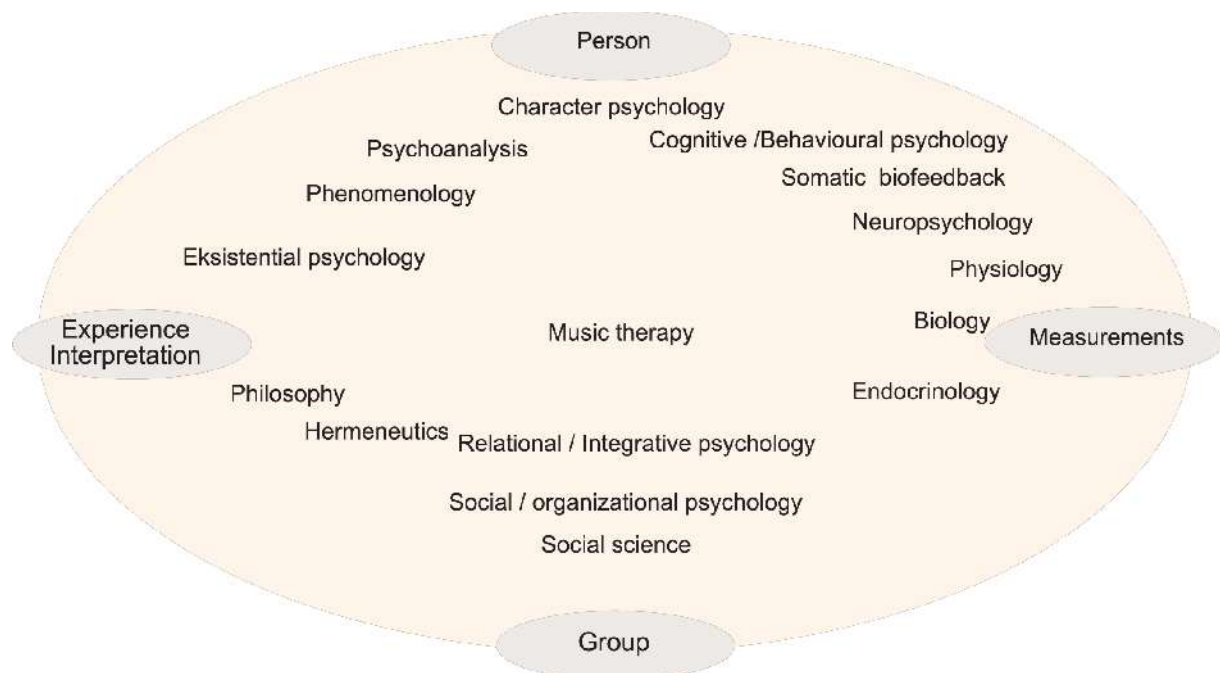 Person
Character psychology
Cognitive /Behavioural psychology
Psychoanalysis
Somatic biofeedback
Phenomenology
Neuropsychology
Eksistential psychology
Physiology
Biology
Experience
Interpretation
Music therapy
Measurements
Philosophy
Endocrinology
Hermeneutics
Relational / Integrative psychology
Social / organizational psychology
Social science
Group